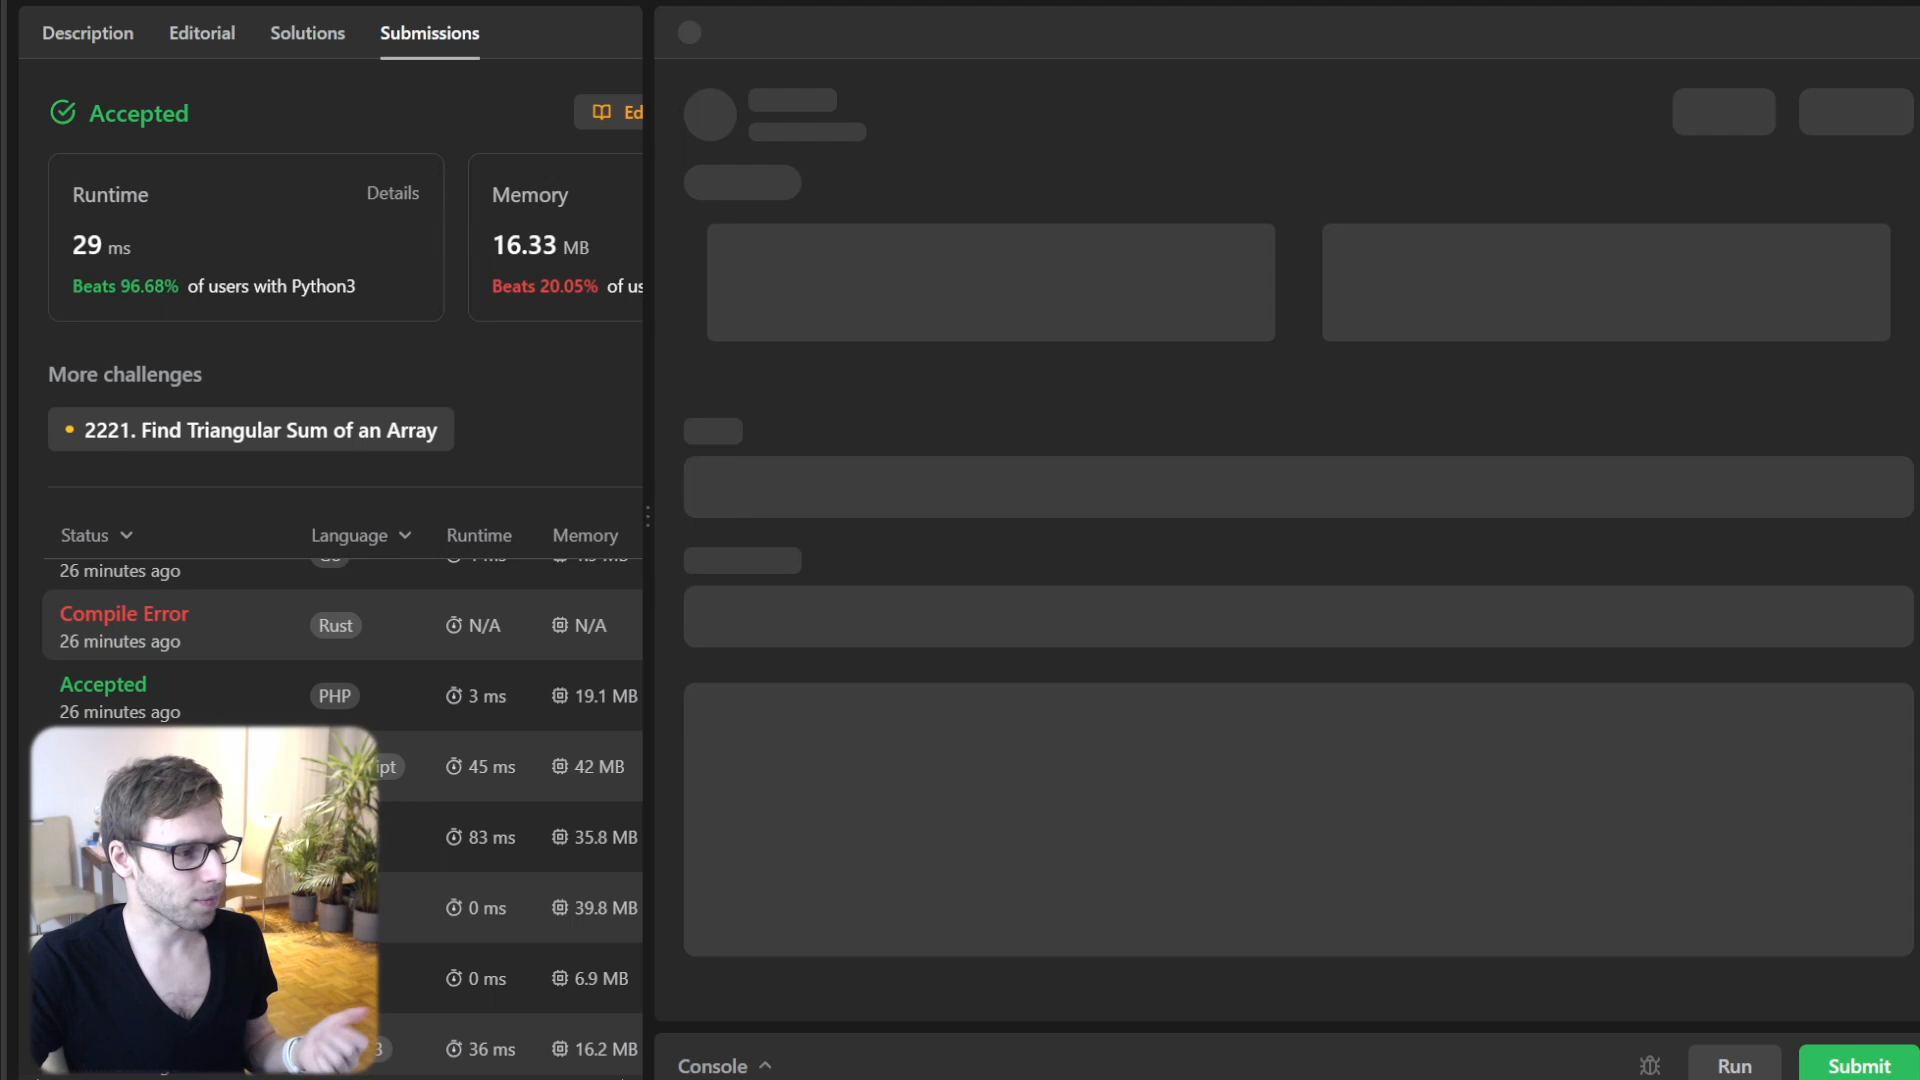 Description Editorial Solutions Submissions
Accepted
Ed
Runtime Details
29 ms
Beats 96.68% of users with Python3
Memory
16.33 MB
Beats 20.05% of us
More challenges
2221. Find Triangular Sum of an Array
Status Language Runtime Memory
26 minutes ago
Compile Error
26 minutes ago
Rust N/A N/A
Accepted
26 minutes ago
PHP 3 ms 19.1 MB
ipt 45 ms 42 MB
83 ms 35.8 MB
0 ms 39.8 MB
0 ms 6.9 MB
3 36 ms 16.2 MB
Console Run Submit